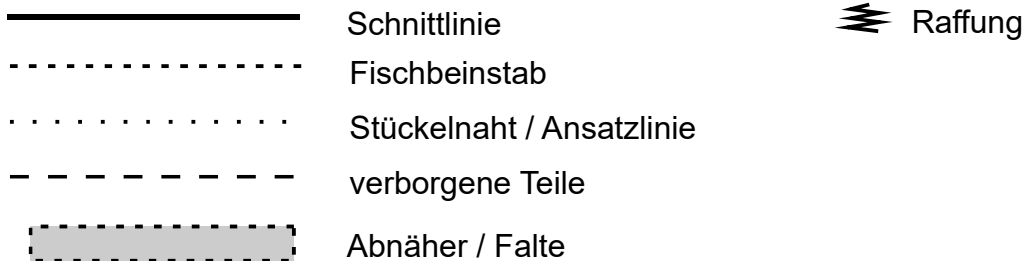 Schnittlinie
Fischbeinstab
Stückelnaht / Ansatzlinie
verborgene Teile
Abnäher / Falte
Raffung